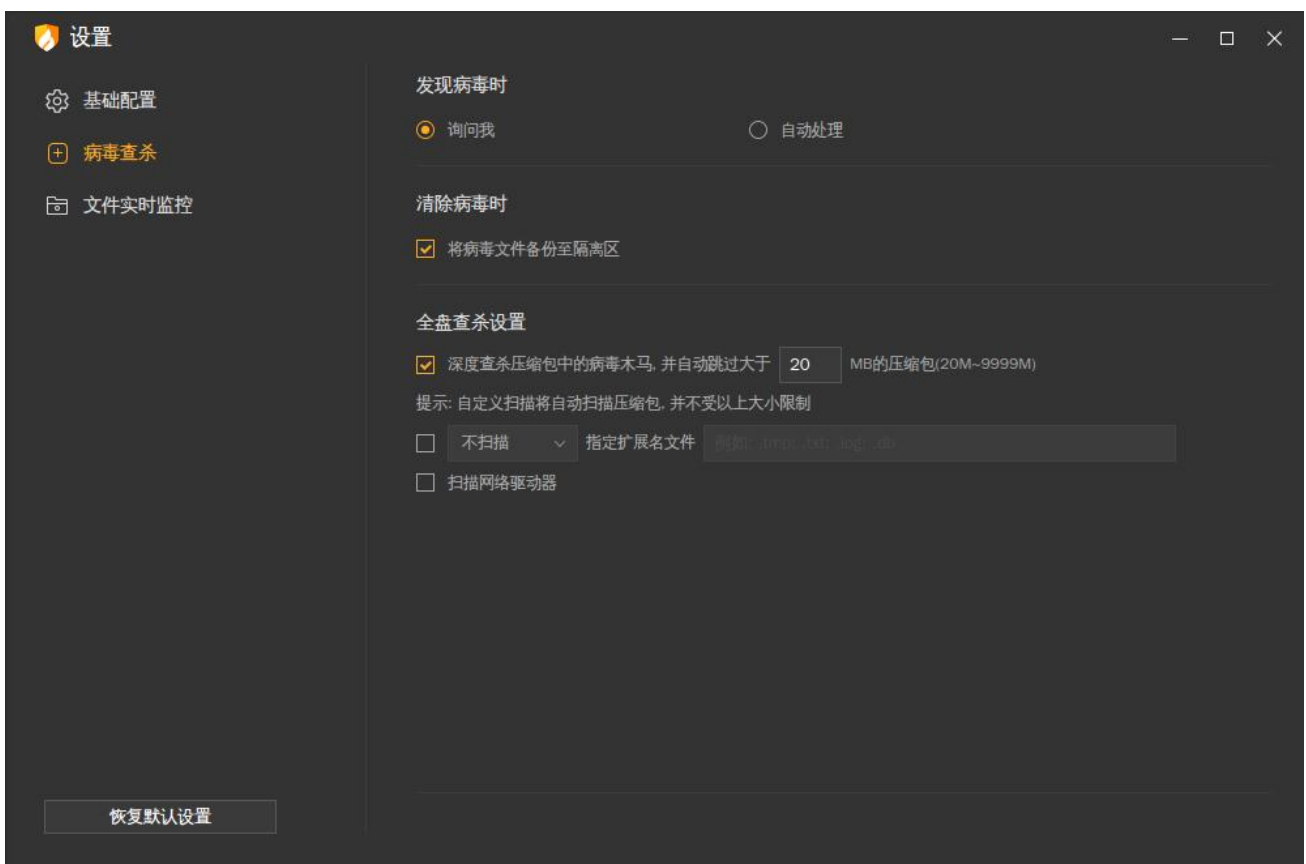 设置
基础配置
病毒查杀
文件实时监控
恢复默认设置
发现病毒时
询问我
自动处理
清除病毒时
将病毒文件备份至隔离区
全盘查杀设置
深度查杀压缩包中的病毒木马, 并自动跳过大于 20 MB的压缩包(20M~9999M)
提示: 自定义扫描将自动扫描压缩包, 并不受以上大小限制
不扫描 指定扩展名文件 例如: .tmp; .txt; .log; .db
扫描网络驱动器